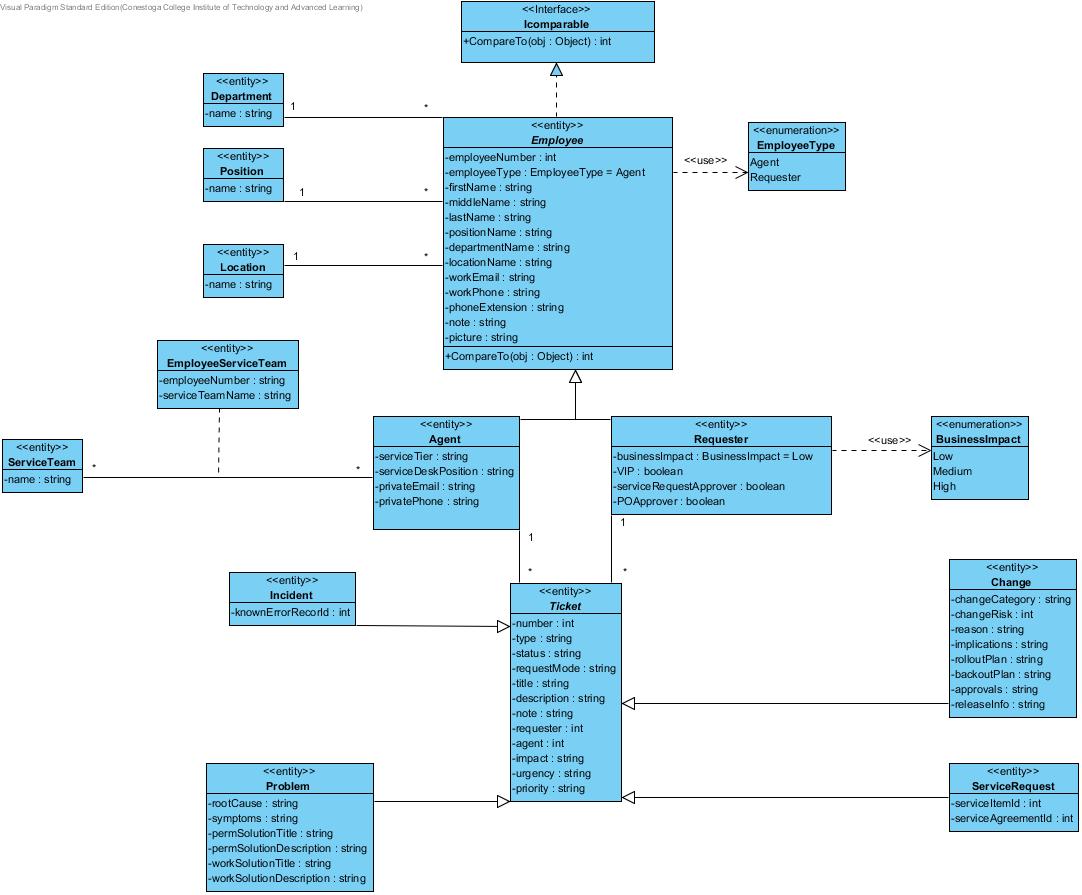 Visual Paradigm Standard Edition(Conestoga College Institute of Technology and Advanced Learning)
<<Interface>>
Icomparable
+CompareTo(obj : Object) : int
<<entity>>
Department
-name : string
1
*
<<entity>>
Position
-name : string
1
*
<<entity>>
Location
-name : string
1
*
<<entity>>
Employee
-employeeNumber : int
-employeeType : EmployeeType = Agent
-firstName : string
-middleName : string
-lastName : string
-positionName : string
-departmentName : string
-locationName : string
-workEmail : string
-workPhone : string
-phoneExtension : string
-note : string
-picture : string
+CompareTo(obj : Object) : int
<<use>>
<<enumeration>>
EmployeeType
Agent
Requester
<<entity>>
EmployeeServiceTeam
-employeeNumber : string
-serviceTeamName : string
<<entity>>
ServiceTeam
-name : string
*
*
<<entity>>
Agent
-serviceTier : string
-serviceDeskPosition : string
-privateEmail : string
-privatePhone : string
<<entity>>
Requester
-businessImpact : BusinessImpact = Low
-VIP : boolean
-serviceRequestApprover : boolean
-POApprover : boolean
<<use>>
<<enumeration>>
BusinessImpact
Low
Medium
High
1
*
1
*
<<entity>>
Incident
-knownErrorRecorId : int
<<entity>>
Ticket
-number : int
-type : string
-status : string
-requestMode : string
-title : string
-description : string
-note : string
-requester : int
-agent : int
-impact : string
-urgency : string
-priority : string
<<entity>>
Change
-changeCategory : string
-changeRisk : int
-reason : string
-implications : string
-rolloutPlan : string
-backoutPlan : string
-approvals : string
-releaseInfo : string
<<entity>>
Problem
-rootCause : string
-symptoms : string
-permSolutionTitle : string
-permSolutionDescription : string
-workSolutionTitle : string
-workSolutionDescription : string
<<entity>>
ServiceRequest
-serviceItemId : int
-serviceAgreementId : int